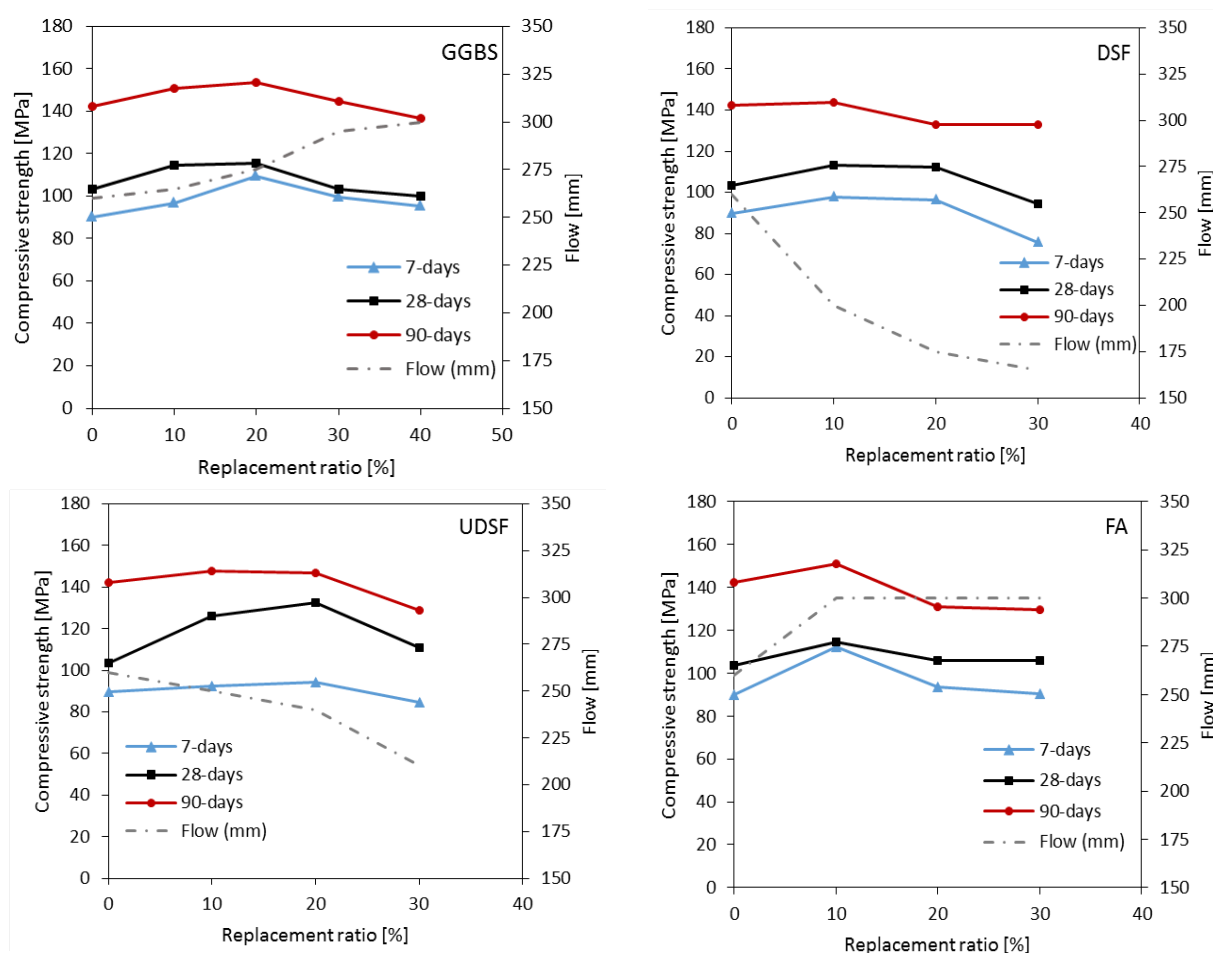 GGBS
Compressive strength [MPa]
180
160
140
120
100
80
60
40
20
0
350
325
300
275
250
225
200
175
150
Flow [mm]
7-days
28-days
90-days
Flow (mm)
0 10 20 30 40 50
Replacement ratio [%]
DSF
Compressive strength [MPa]
180
160
140
120
100
80
60
40
20
0
350
325
300
275
250
225
200
175
150
Flow [mm]
7-days
28-days
90-days
Flow (mm)
0 10 20 30 40
Replacement ratio [%]
UDSF
Compressive strength [MPa]
180
160
140
120
100
80
60
40
20
0
350
325
300
275
250
225
200
175
150
Flow [mm]
7-days
28-days
90-days
Flow (mm)
0 10 20 30 40
Replacement ratio [%]
FA
Compressive strength [MPa]
180
160
140
120
100
80
60
40
20
0
350
325
300
275
250
225
200
175
150
Flow [mm]
7-days
28-days
90-days
Flow (mm)
0 10 20 30 40
Replacement ratio [%]